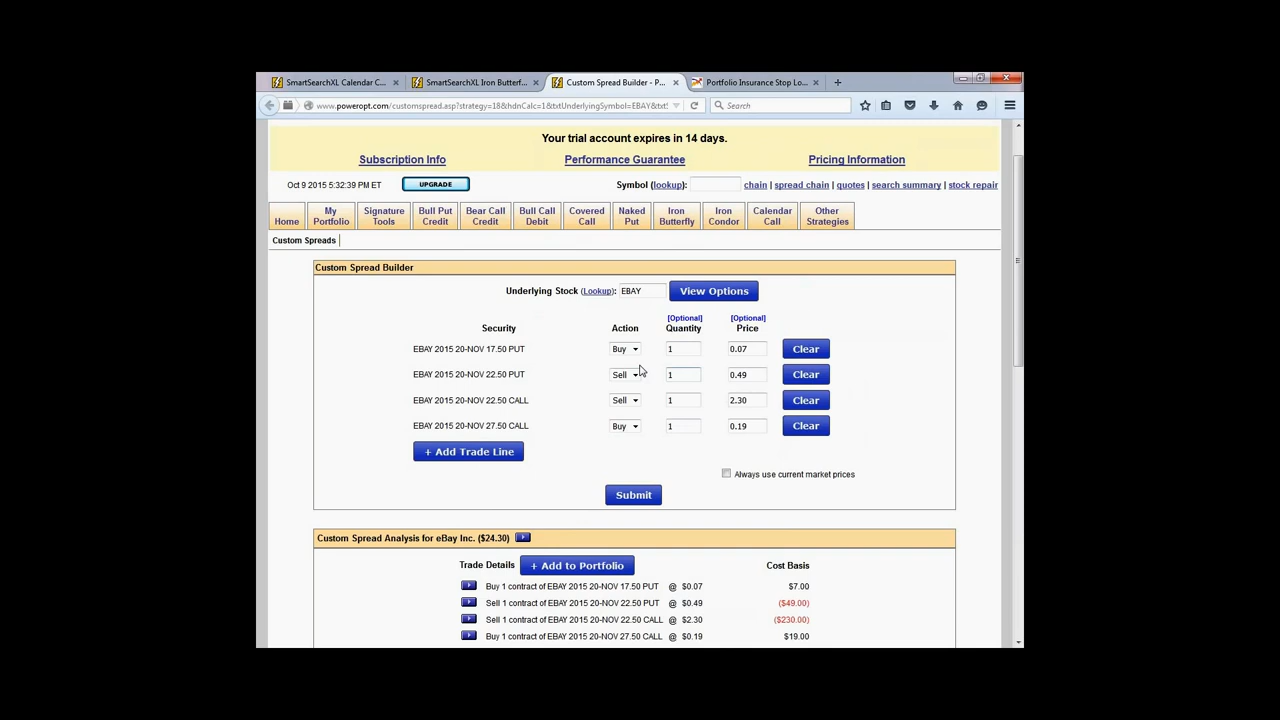 SmartSearchXL Calendar C... × SmartSearchXL Iron Butterf... × Custom Spread Builder - P... × Portfolio Insurance Stop Lo... × +
www.poweropt.com/customspread.asp?strategy=18&hdnCalc=1&txtUnderlyingSymbol=EBAY&txt Search
Your trial account expires in 14 days.
Subscription Info Performance Guarantee Pricing Information
Oct 9 2015 5:32:39 PM ET UPGRADE Symbol (lookup): chain | spread chain | quotes | search summary | stock repair
Home My Portfolio Signature Tools Bull Put Credit Bear Call Credit Bull Call Debit Covered Call Naked Put Iron Butterfly Iron Condor Calendar Call Other Strategies
Custom Spreads |
Custom Spread Builder
Underlying Stock (Lookup): EBAY View Options
[Optional] [Optional]
Security Action Quantity Price
EBAY 2015 20-NOV 17.50 PUT Buy 1 0.07 Clear
EBAY 2015 20-NOV 22.50 PUT Sell 1 0.49 Clear
EBAY 2015 20-NOV 22.50 CALL Sell 1 2.30 Clear
EBAY 2015 20-NOV 27.50 CALL Buy 1 0.19 Clear
+ Add Trade Line
Always use current market prices
Submit
Custom Spread Analysis for eBay Inc. ($24.30)
Trade Details + Add to Portfolio Cost Basis
Buy 1 contract of EBAY 2015 20-NOV 17.50 PUT @ $0.07 $7.00
Sell 1 contract of EBAY 2015 20-NOV 22.50 PUT @ $0.49 ($49.00)
Sell 1 contract of EBAY 2015 20-NOV 22.50 CALL @ $2.30 ($230.00)
Buy 1 contract of EBAY 2015 20-NOV 27.50 CALL @ $0.19 $19.00